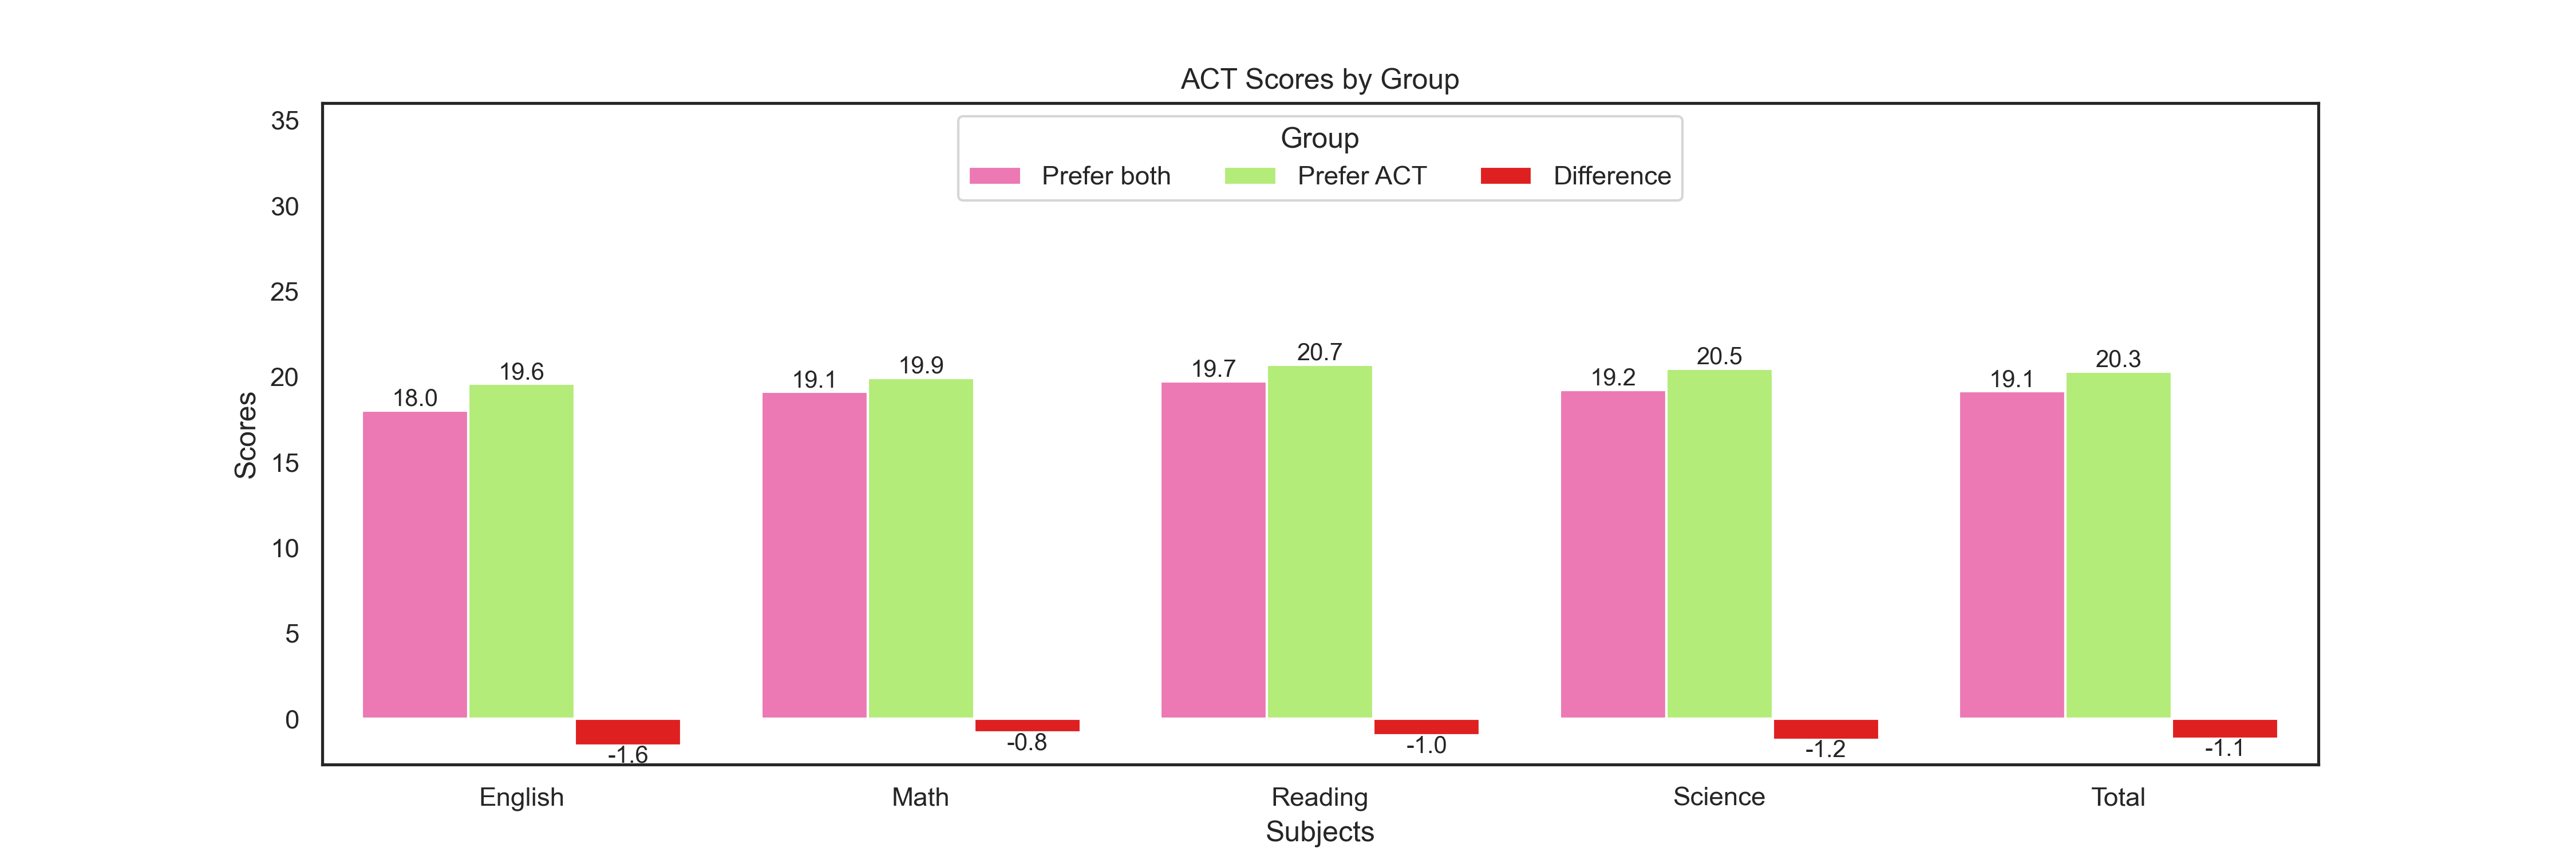 ACT Scores by Group
Group
Prefer both Prefer ACT Difference
35
30
25
20
15
10
5
0
Scores
18.0 19.6 -1.6
19.1 19.9 -0.8
19.7 20.7 -1.0
19.2 20.5 -1.2
19.1 20.3 -1.1
English Math Reading Science Total
Subjects